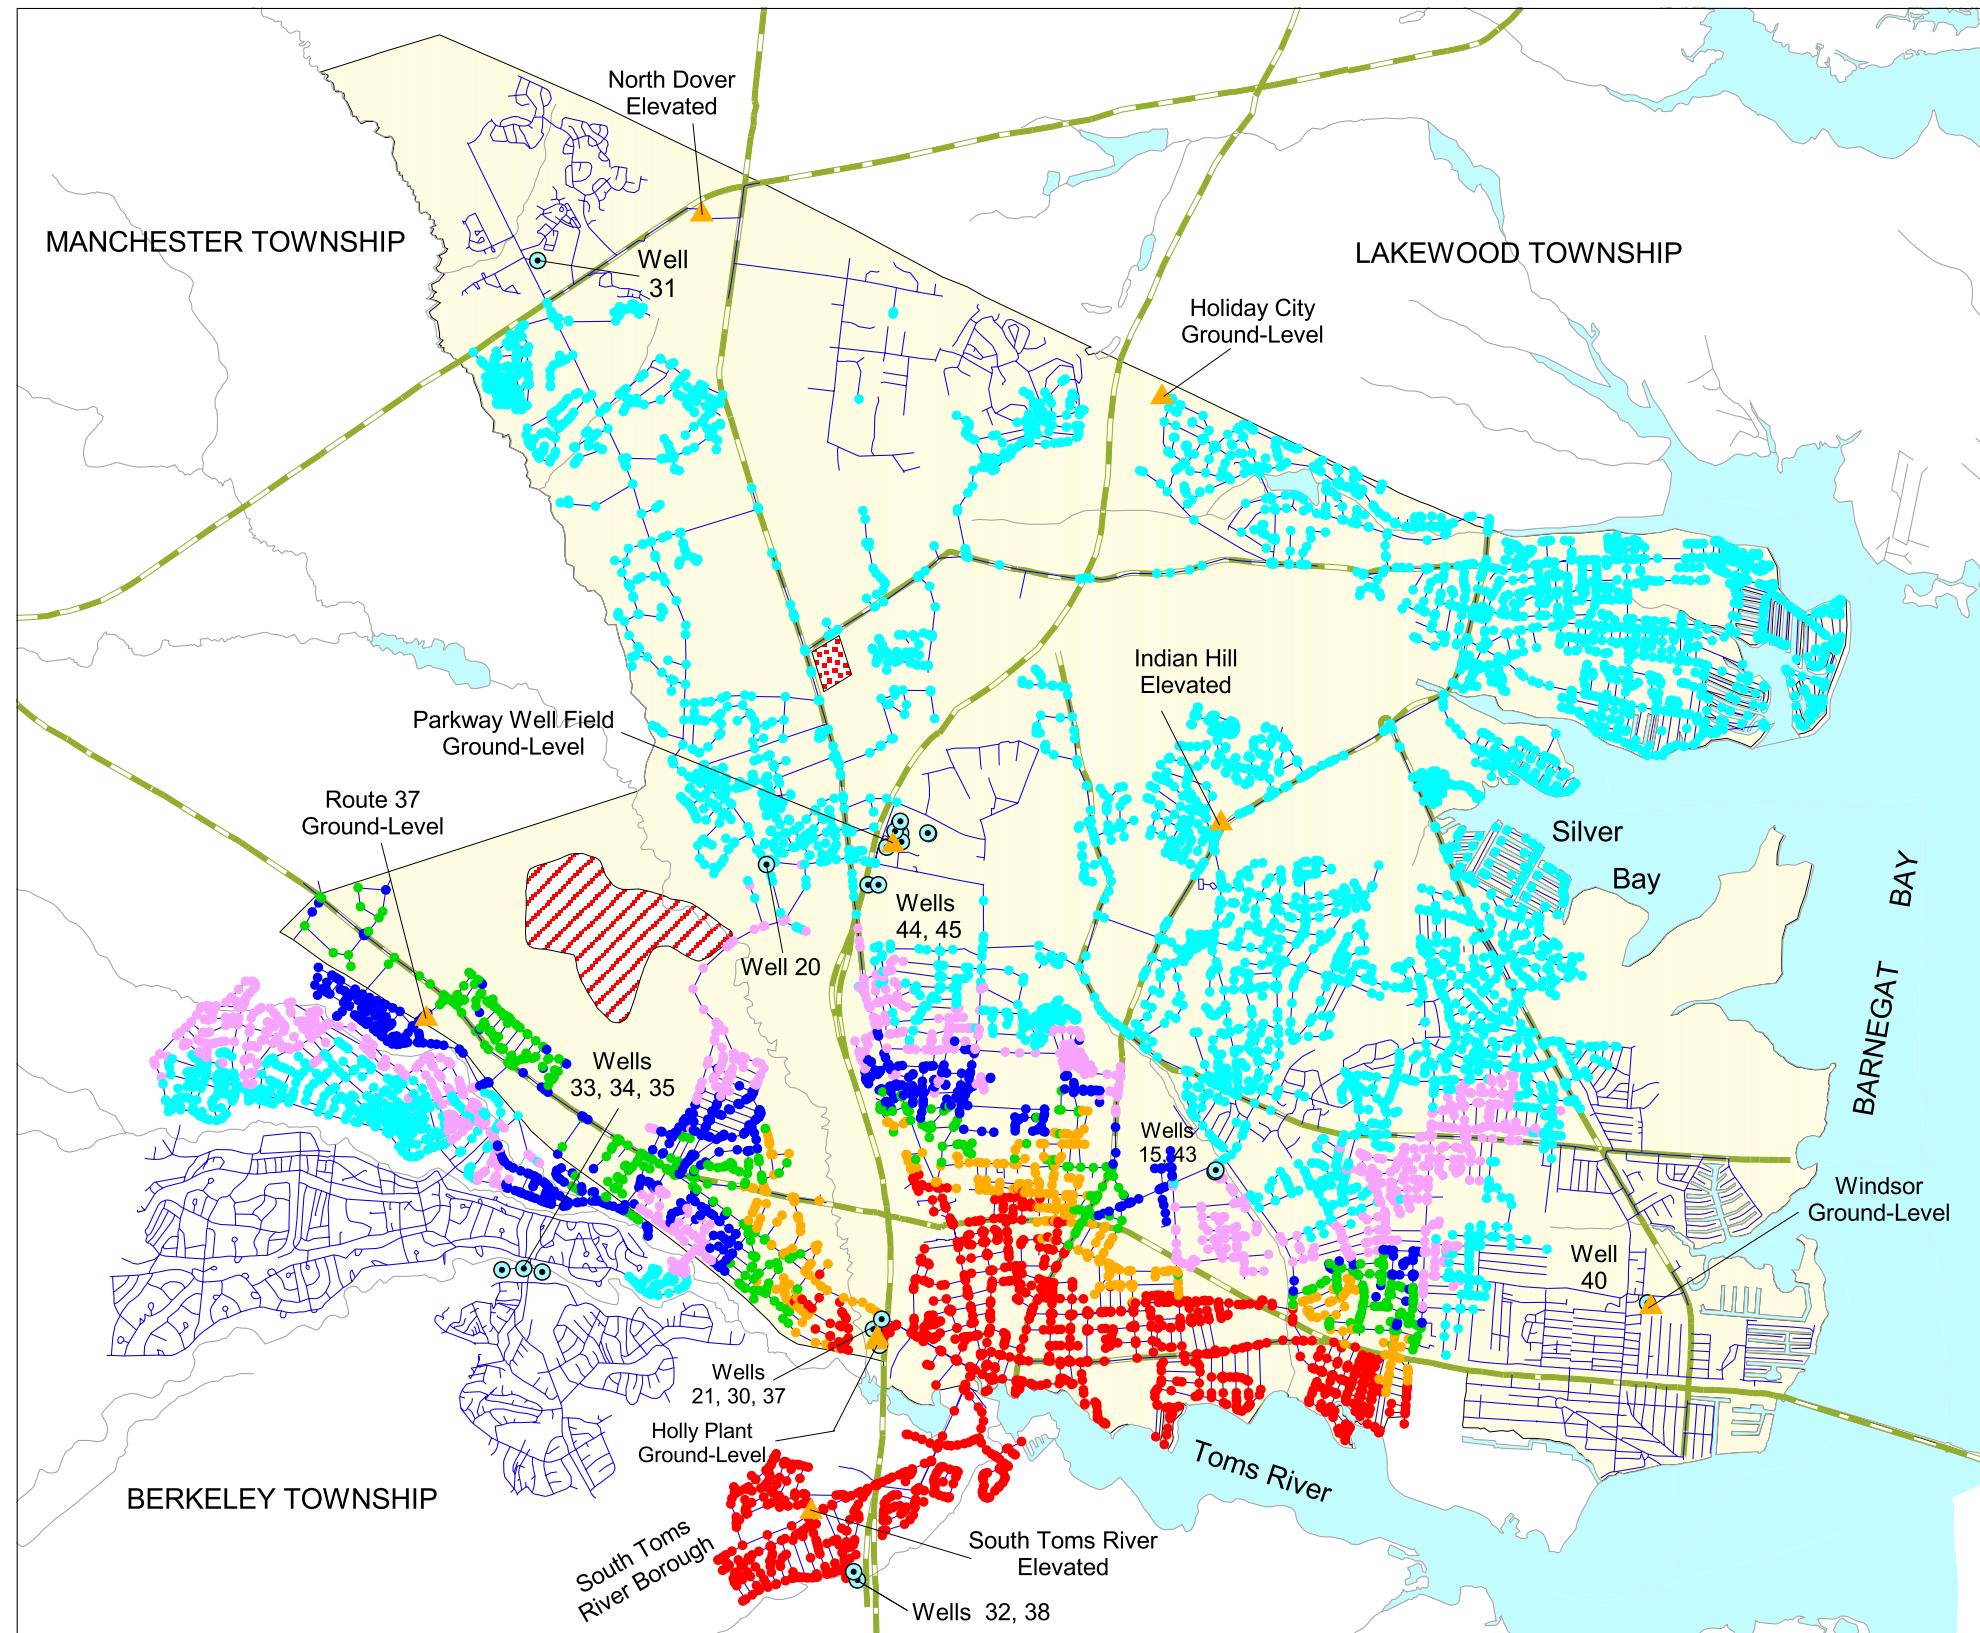 North Dover
Elevated
MANCHESTER TOWNSHIP
Well
31
LAKEWOOD TOWNSHIP
Holiday City
Ground-Level
Indian Hill
Elevated
Parkway Well Field
Ground-Level
Route 37
Ground-Level
Silver
Bay
BARNEGAT BAY
Wells
44, 45
Well 20
Wells
33, 34, 35
Wells
15, 43
Windsor
Ground-Level
Well
40
Wells
21, 30, 37
Holly Plant
Ground-Level
Toms River
BERKELEY TOWNSHIP
South Toms
River Borough
South Toms River
Elevated
Wells 32, 38